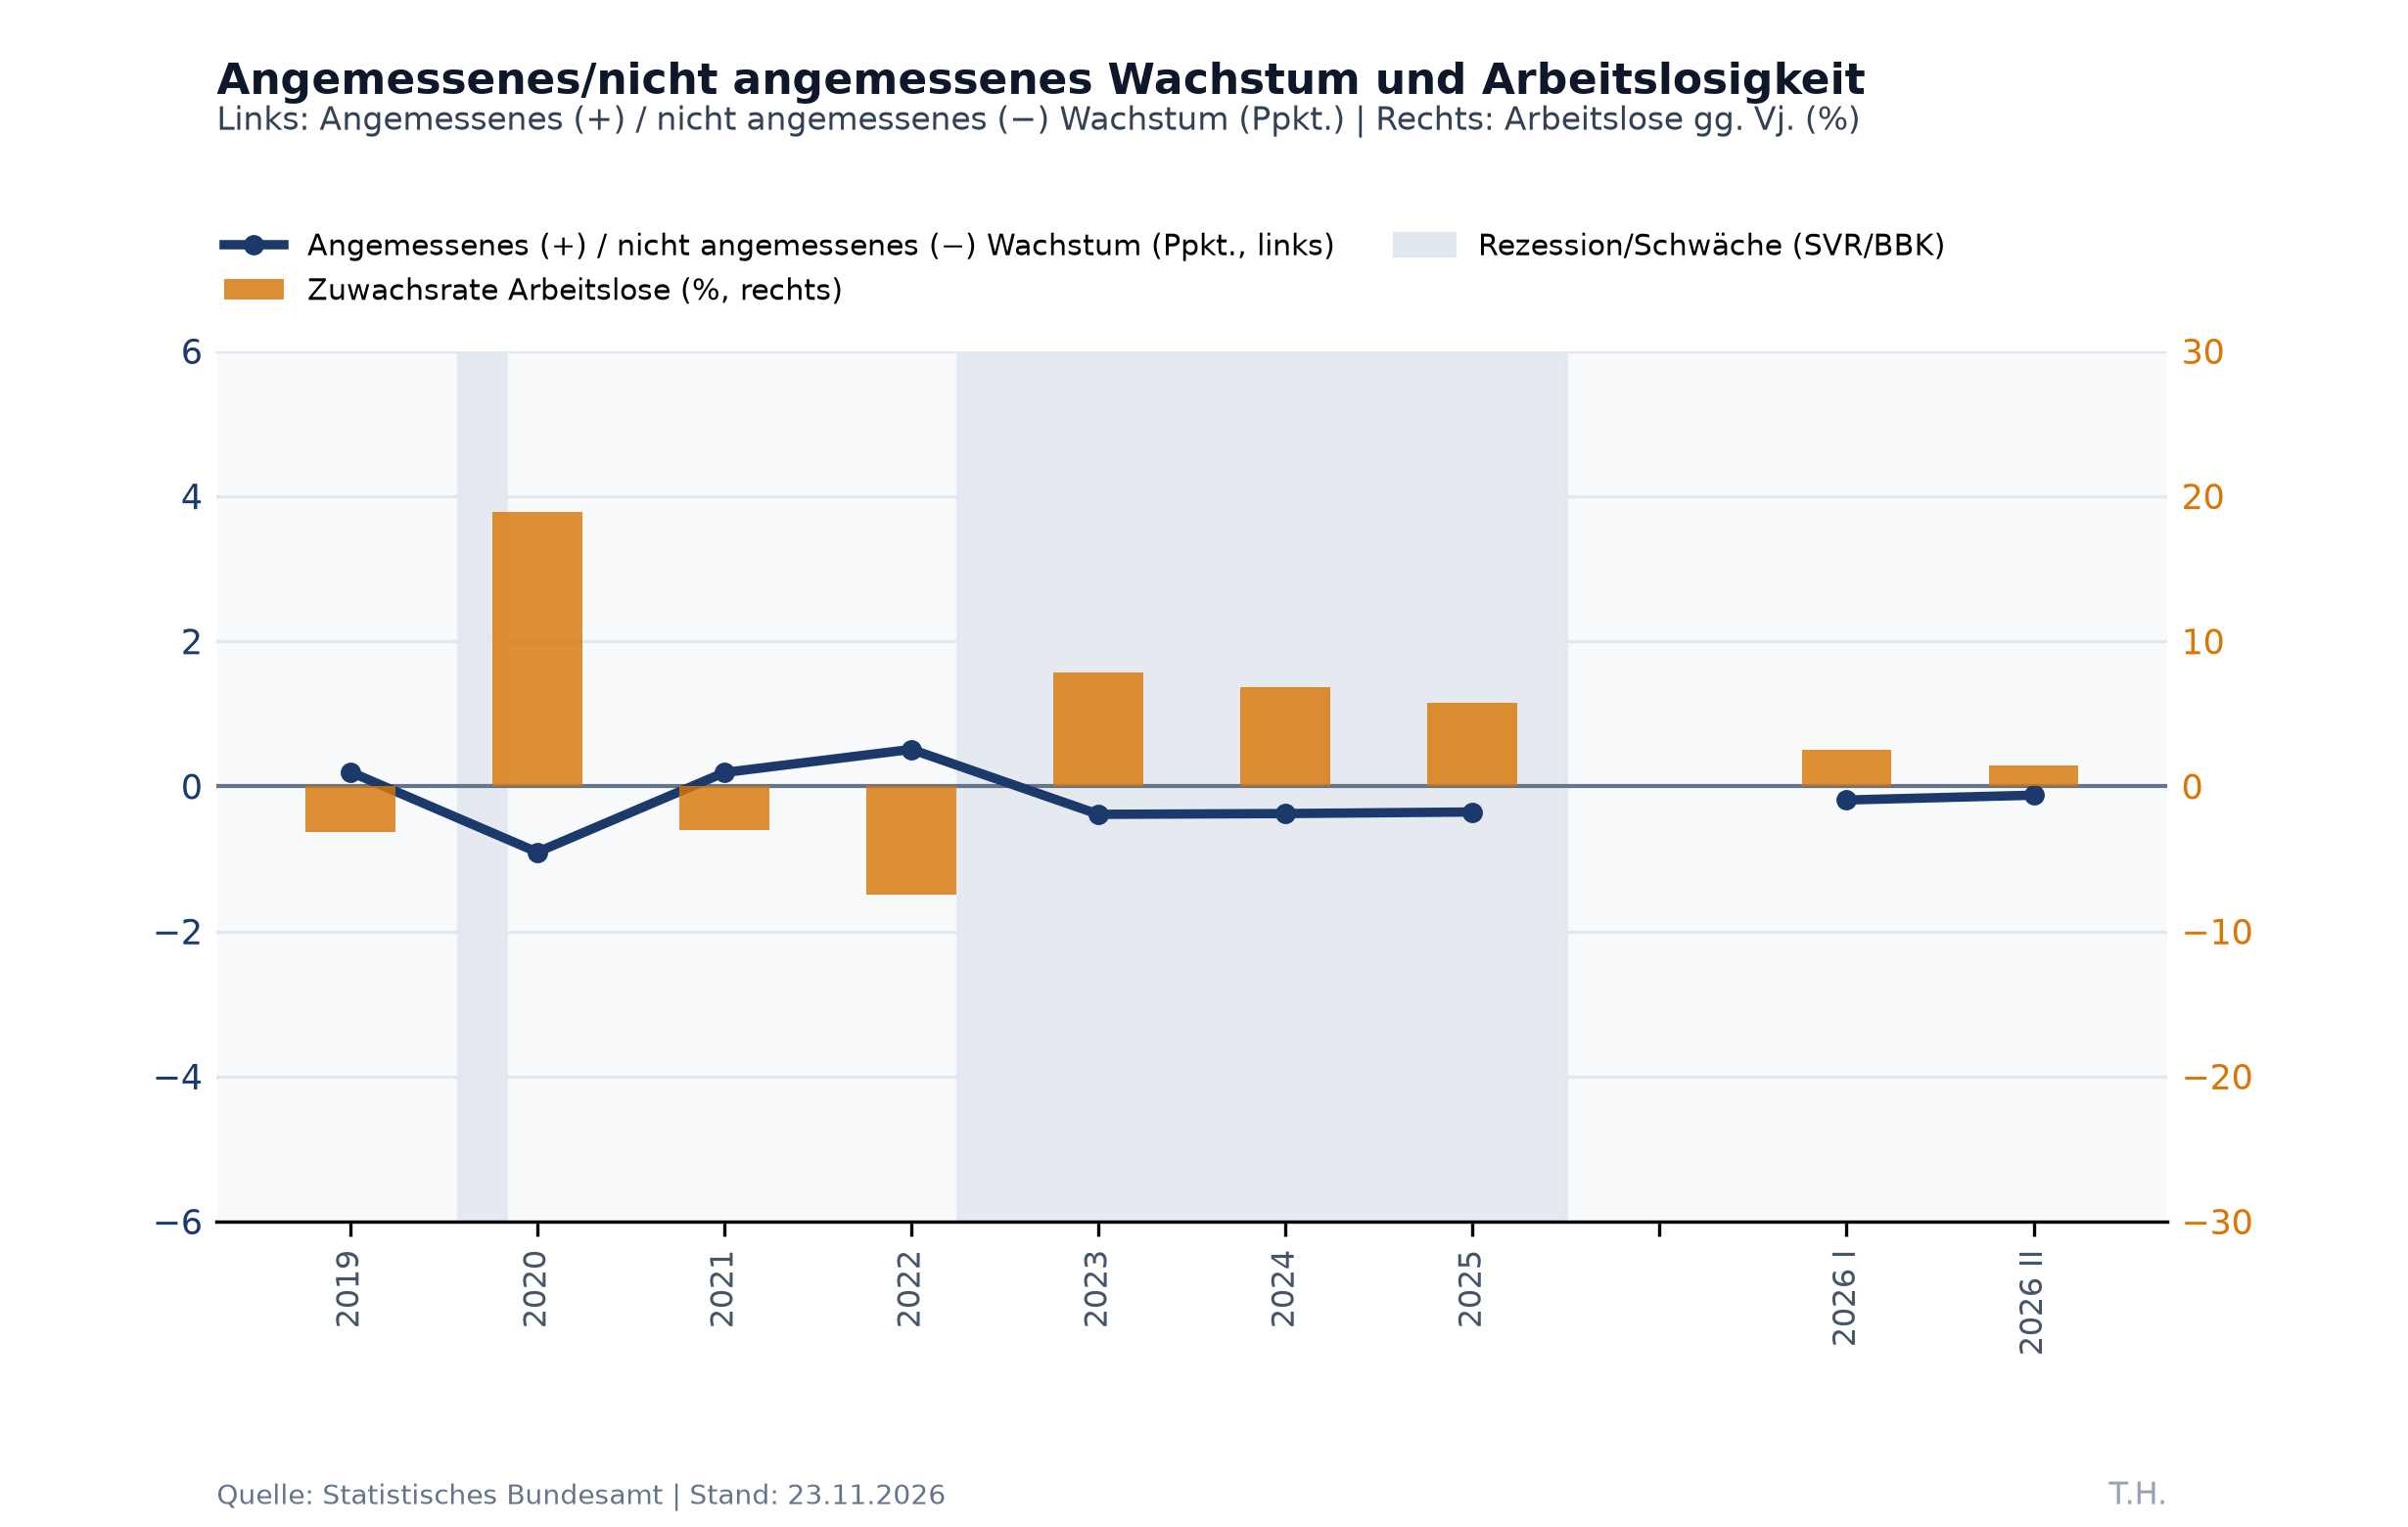 Angemessenes/nicht angemessenes Wachstum und Arbeitslosigkeit
Links: Angemessenes (+) / nicht angemessenes (−) Wachstum (Ppkt.) | Rechts: Arbeitslose gg. Vj. (%)
Angemessenes (+) / nicht angemessenes (−) Wachstum (Ppkt., links)
Zuwachsrate Arbeitslose (%, rechts)
Rezession/Schwäche (SVR/BBK)
6
4
2
0
−2
−4
−6
30
20
10
0
−10
−20
−30
2019
2020
2021
2022
2023
2024
2025
2026 I
2026 II
Quelle: Statistisches Bundesamt | Stand: 23.11.2026
T.H.